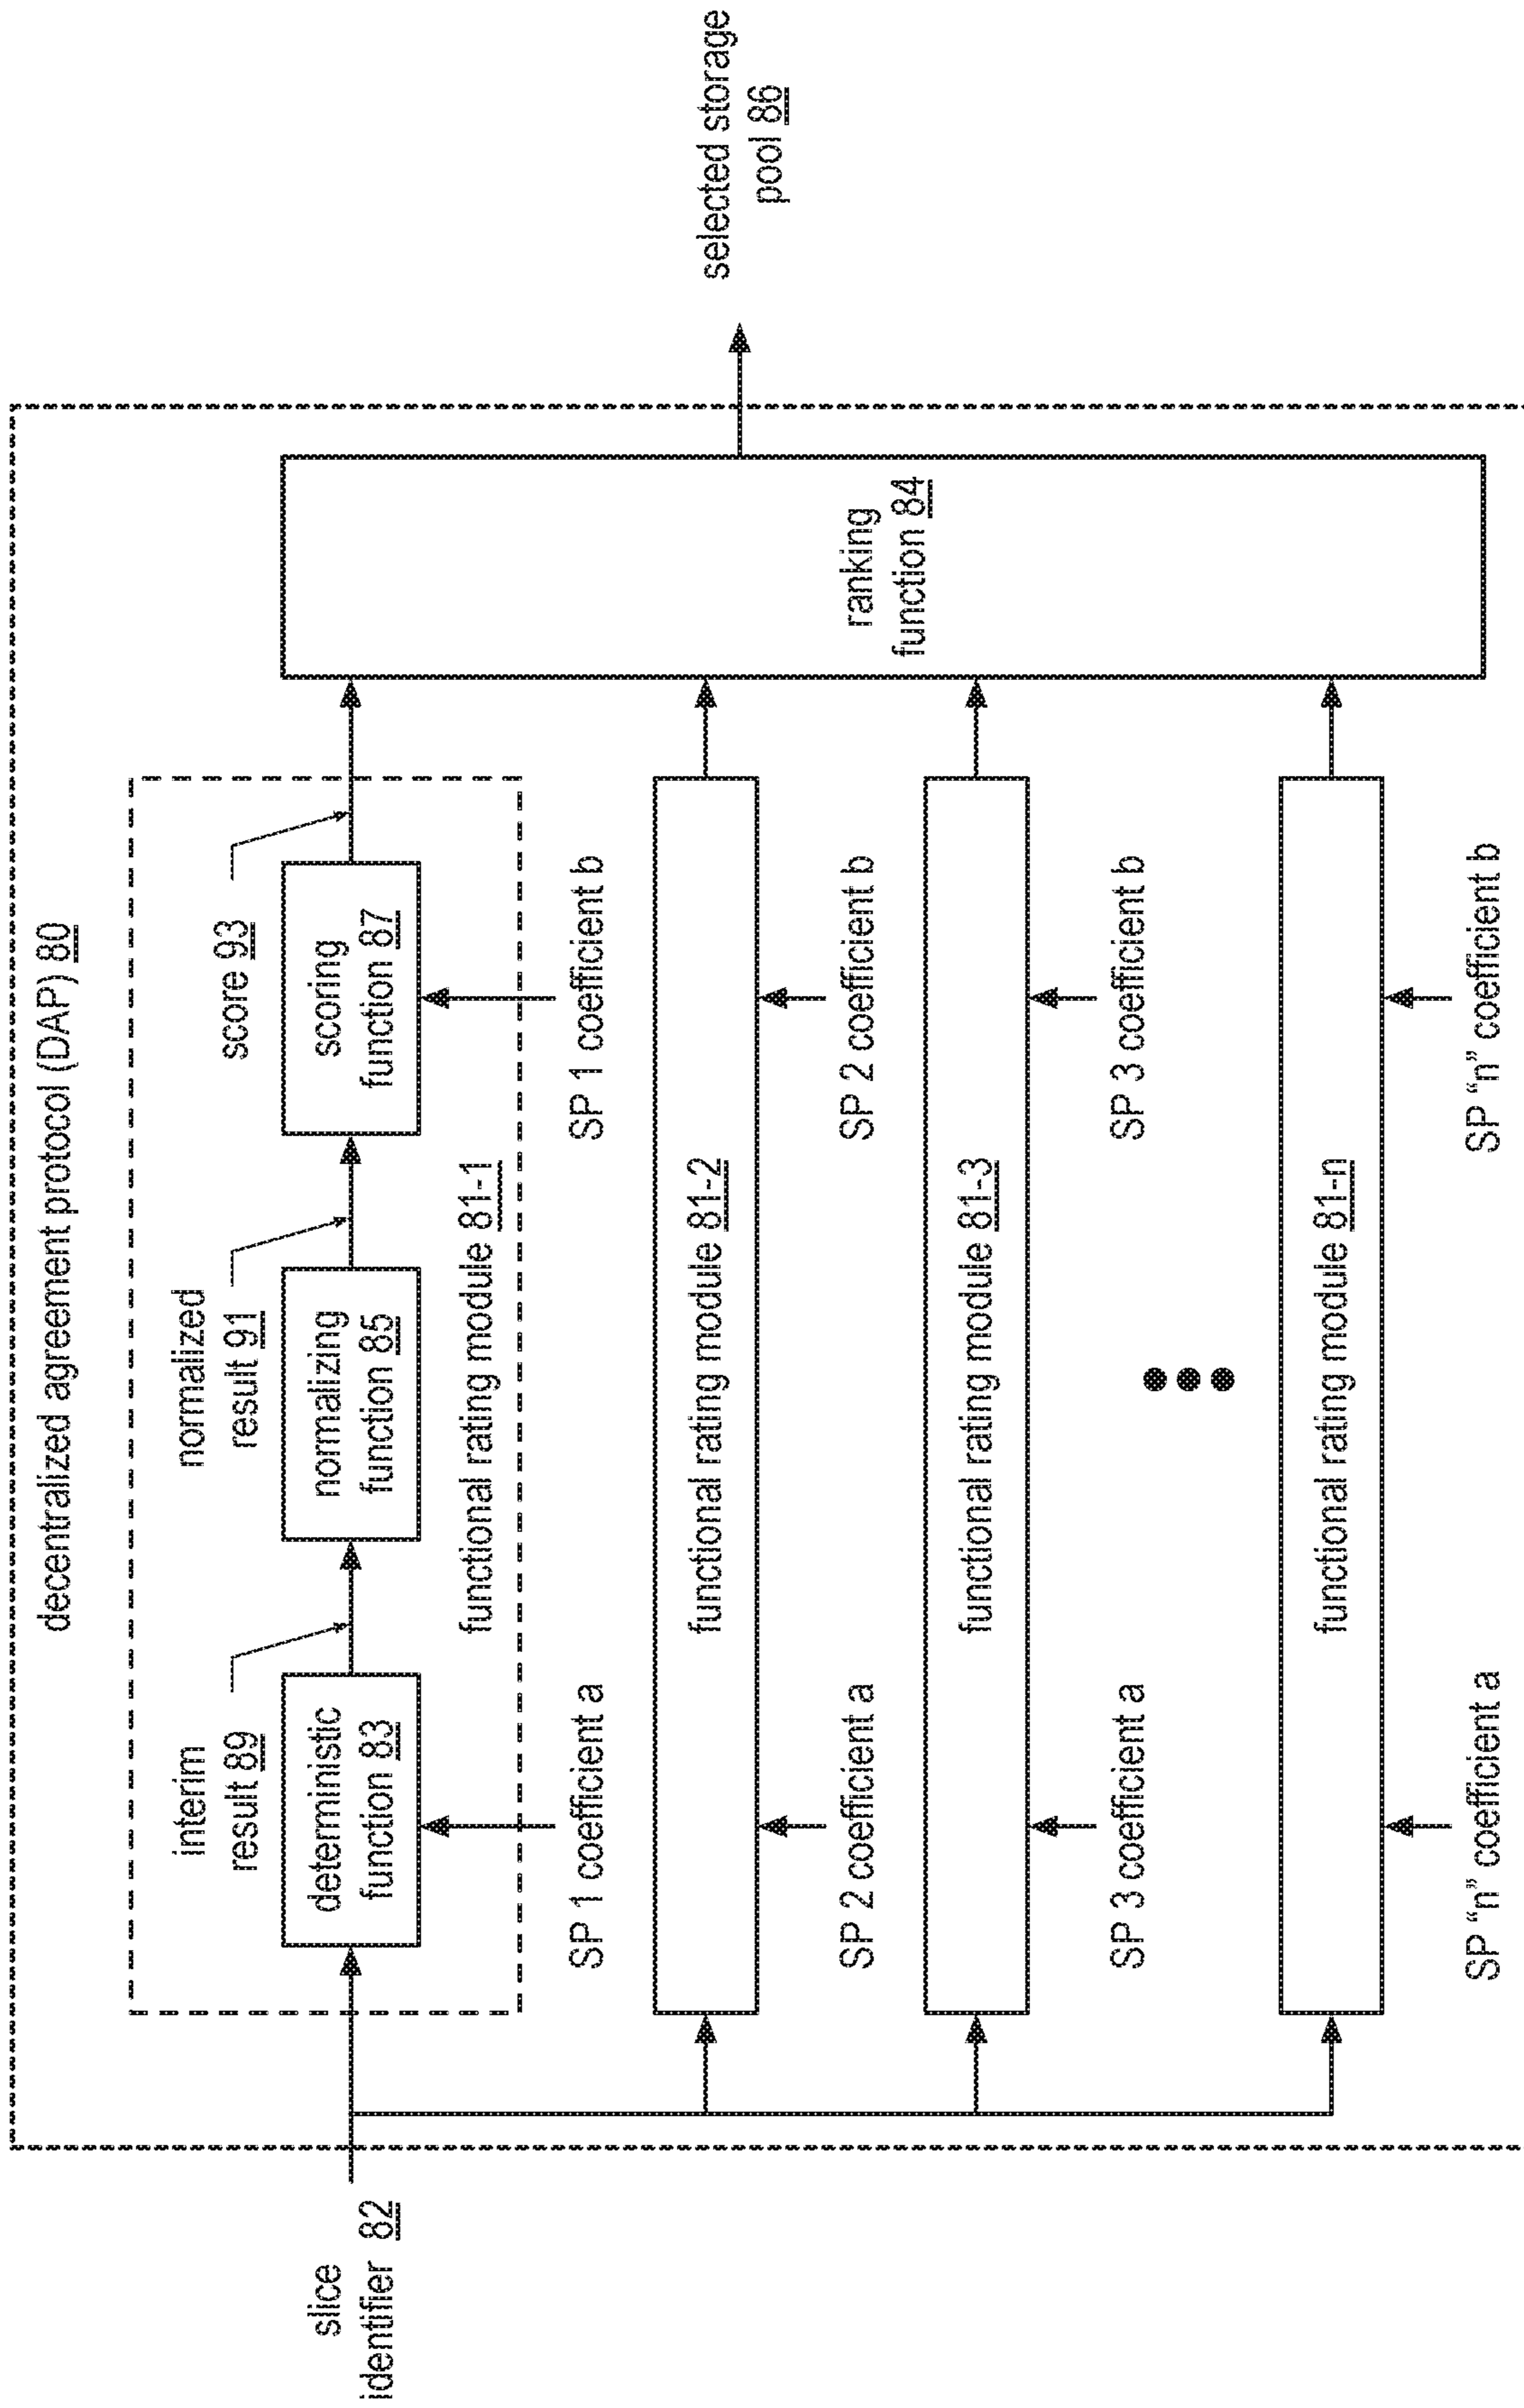 decentralized agreement protocol (DAP) 80
slice
identifier 82
interim
result 89
normalized
result 91
score 93
deterministic
function 83
normalizing
function 85
scoring
function 87
functional rating module 81-1
SP 1 coefficient a
SP 1 coefficient b
functional rating module 81-2
SP 2 coefficient a
SP 2 coefficient b
functional rating module 81-3
SP 3 coefficient a
SP 3 coefficient b
functional rating module 81-n
SP “n” coefficient a
SP “n” coefficient b
ranking
function 84
selected storage
pool 86